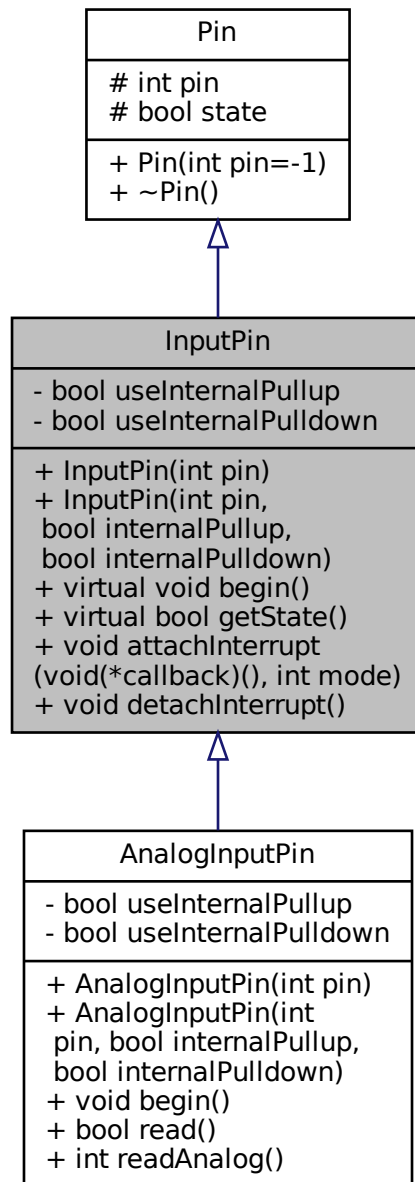 Pin
# int pin
# bool state
+ Pin(int pin=-1)
+ ~Pin()
InputPin
- bool useInternalPullup
- bool useInternalPulldown
+ InputPin(int pin)
+ InputPin(int pin,
bool internalPullup,
bool internalPulldown)
+ virtual void begin()
+ virtual bool getState()
+ void attachInterrupt
(void(*callback)(), int mode)
+ void detachInterrupt()
AnalogInputPin
- bool useInternalPullup
- bool useInternalPulldown
+ AnalogInputPin(int pin)
+ AnalogInputPin(int
pin, bool internalPullup,
bool internalPulldown)
+ void begin()
+ bool read()
+ int readAnalog()